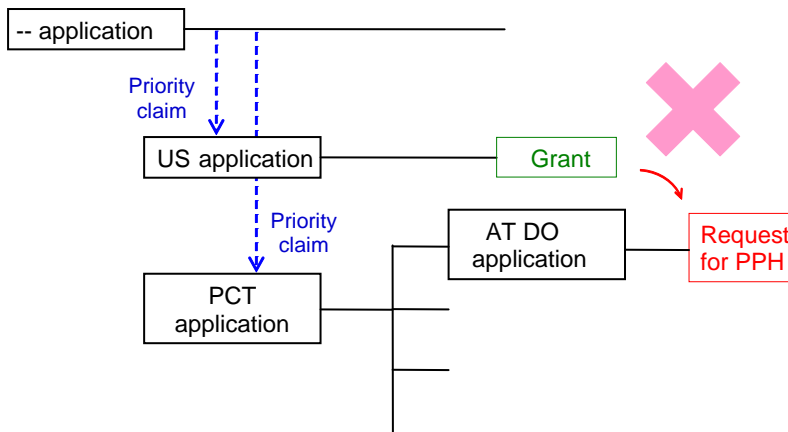 -- application
Priority
claim
US application
Grant
Priority
claim
AT DO
application
Request
for PPH
PCT
application